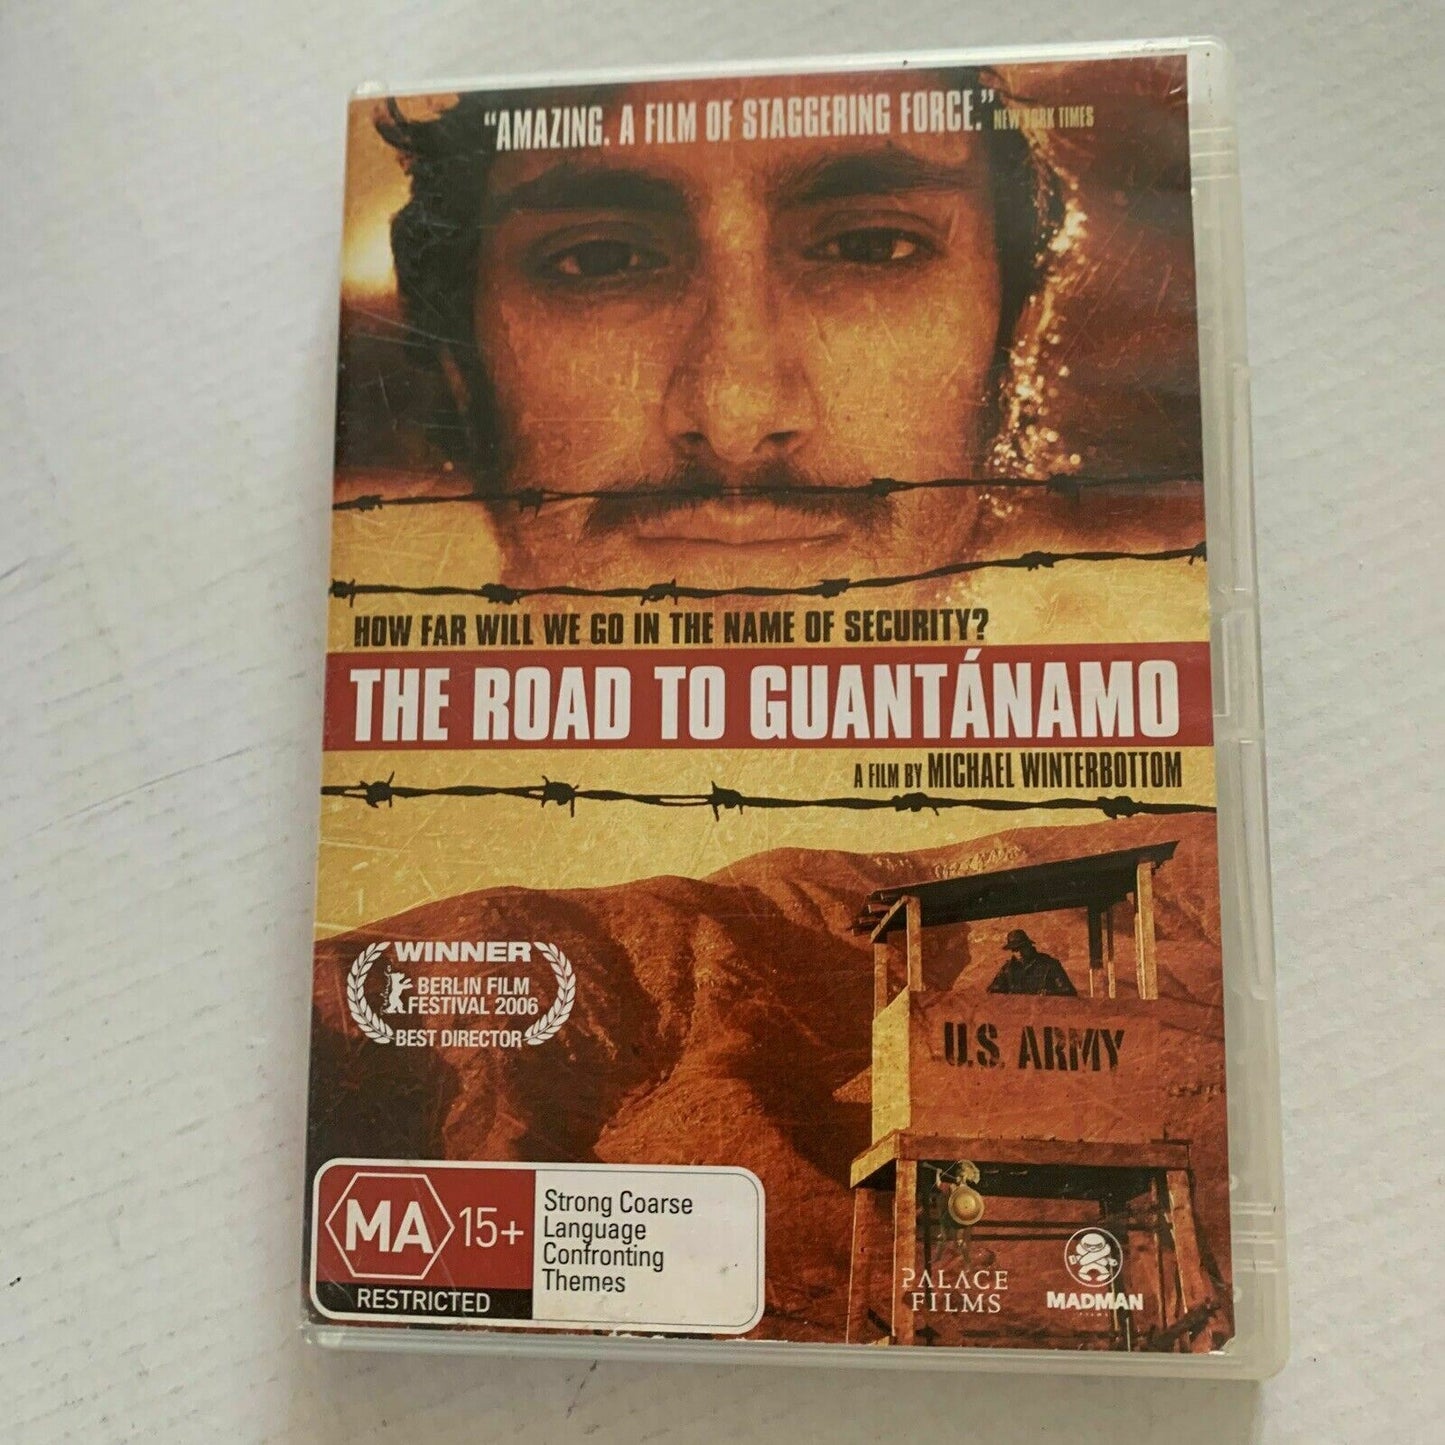 "AMAZING. A FILM OF STAGGERING FORCE." NEW YORK TIMES
HOW FAR WILL WE GO IN THE NAME OF SECURITY?
THE ROAD TO GUANTÁNAMO
A FILM BY MICHAEL WINTERBOTTOM
WINNER
BERLIN FILM
FESTIVAL 2006
BEST DIRECTOR
U.S. ARMY
MA 15+
RESTRICTED
Strong Coarse
Language
Confronting
Themes
PALACE
FILMS
MADMAN
FILMS